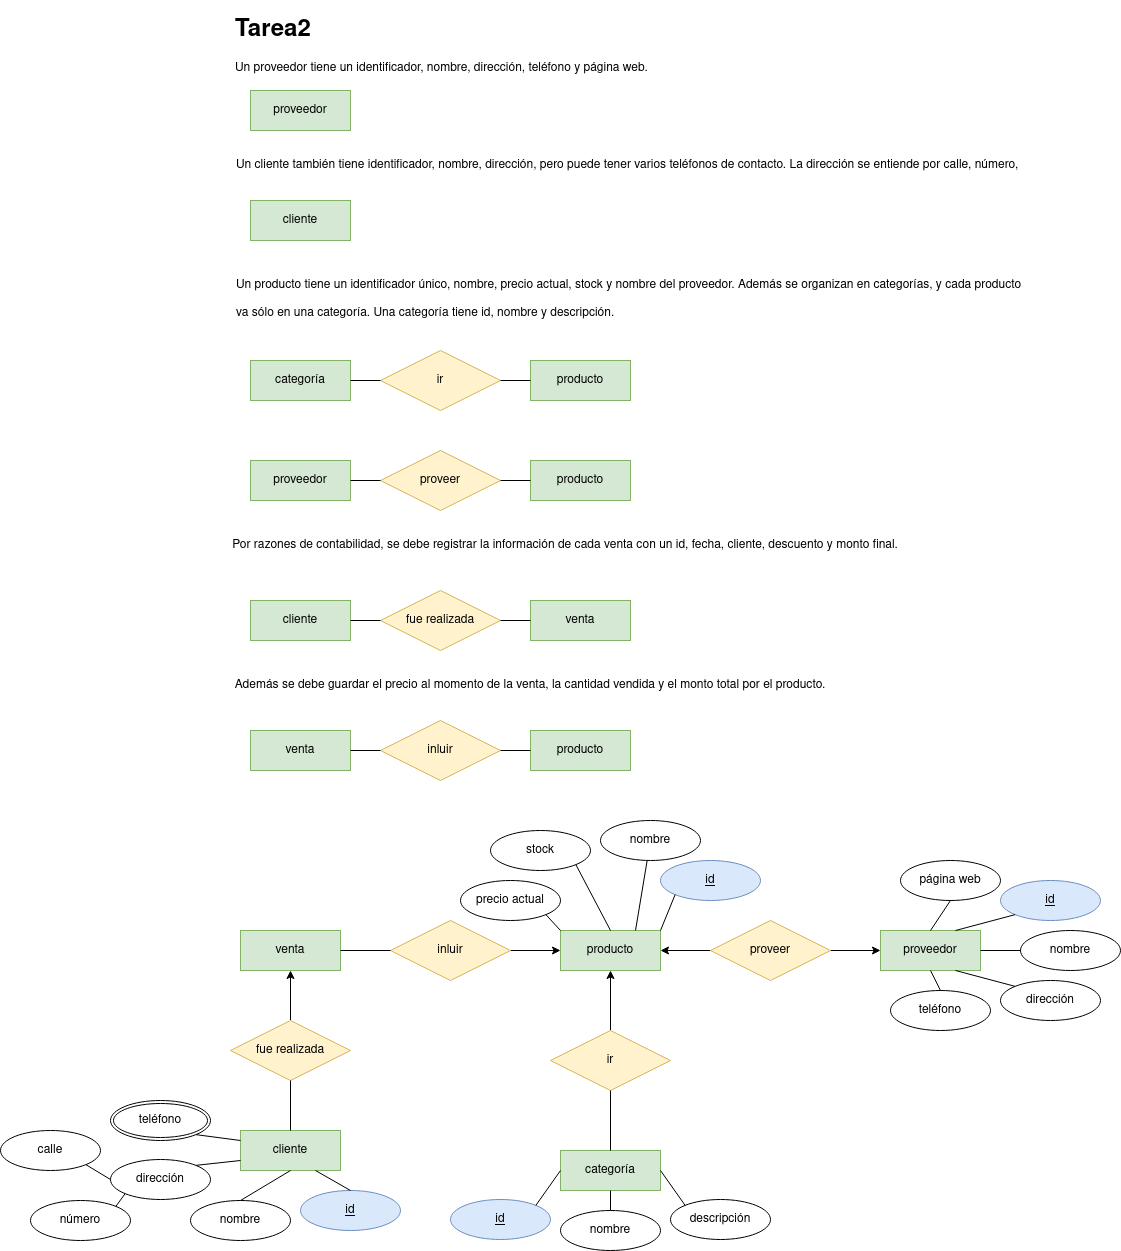 Tarea2
Un proveedor tiene un identificador, nombre, dirección, teléfono y página web.
proveedor
Un cliente también tiene identificador, nombre, dirección, pero puede tener varios teléfonos de contacto. La dirección se entiende por calle, número,
cliente
Un producto tiene un identificador único, nombre, precio actual, stock y nombre del proveedor. Además se organizan en categorías, y cada producto
va sólo en una categoría. Una categoría tiene id, nombre y descripción.
categoría
ir
producto
proveedor
proveer
producto
Por razones de contabilidad, se debe registrar la información de cada venta con un id, fecha, cliente, descuento y monto final.
cliente
fue realizada
venta
Además se debe guardar el precio al momento de la venta, la cantidad vendida y el monto total por el producto.
venta
inluir
producto
stock
nombre
precio actual
id
página web
id
venta
inluir
producto
proveer
proveedor
nombre
teléfono
dirección
fue realizada
ir
teléfono
calle
cliente
dirección
categoría
número
nombre
id
id
nombre
descripción